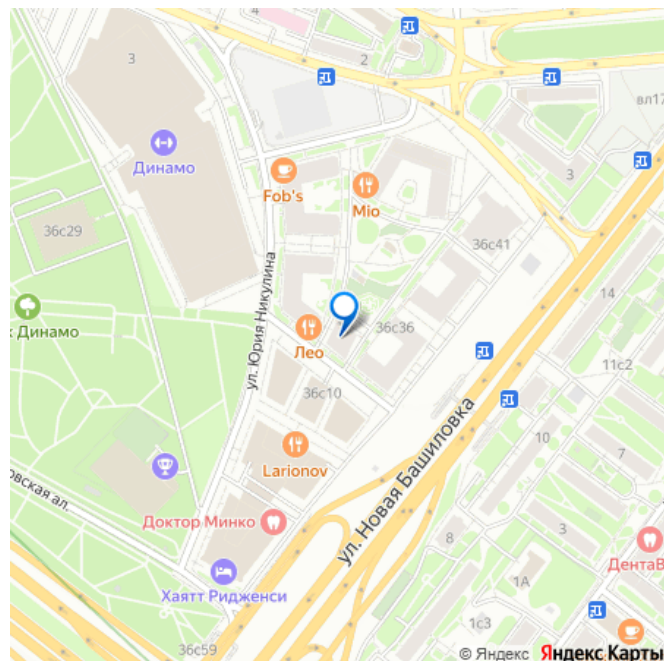 3
2
вл17
Динамо
3
Fob's
Mio
36с29
36с41
ул. Юрия Никулина
14
к Динамо
36с36
Лео
11с2
36с10
ул. Новая Башиловка
10
Larionov
7
овская ал.
Доктор Минко
3
8
ДентаВ
Хаятт Ридженси
1А
1с3
36с59
© Яндекс Яндекс Карты